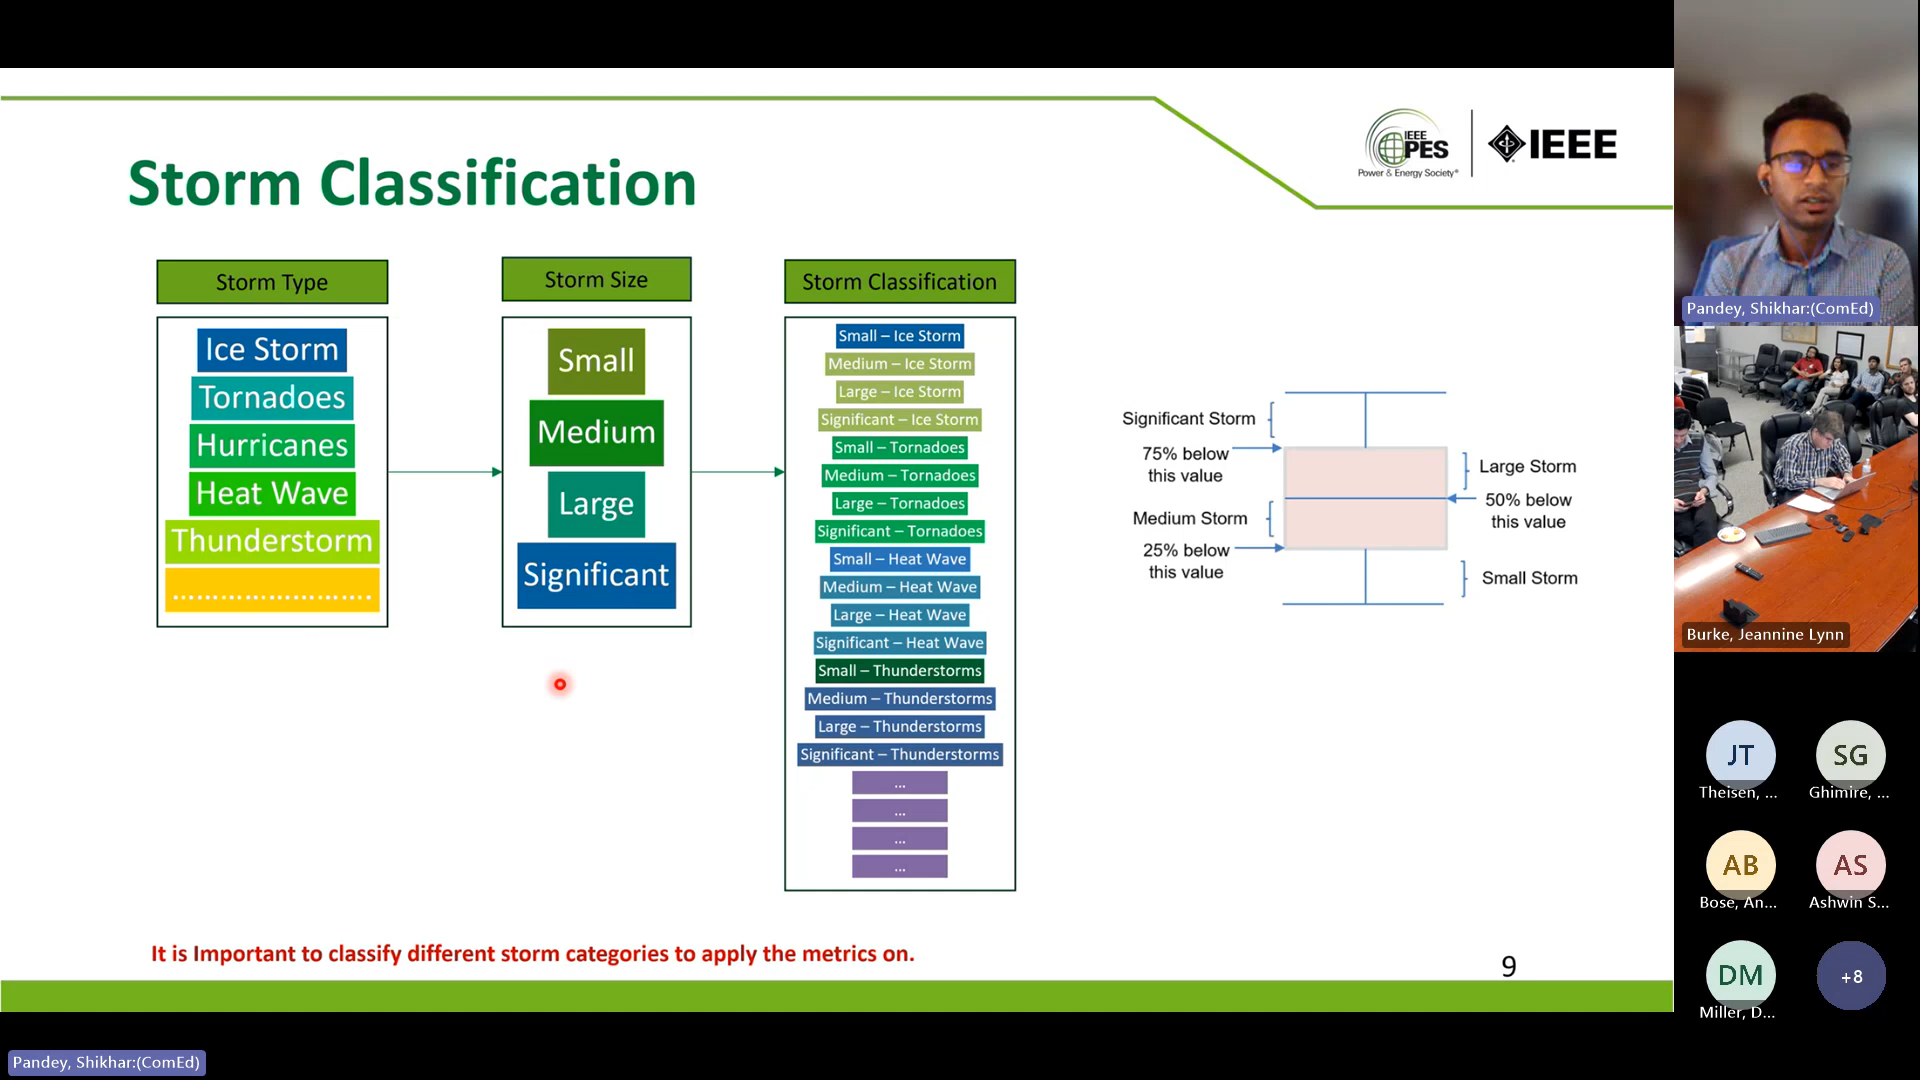 Storm Classification
IEEE
PES
Power & Energy Society®
IEEE
Storm Type
Ice Storm
Tornadoes
Hurricanes
Heat Wave
Thunderstorm
…………………….
Storm Size
Small
Medium
Large
Significant
Storm Classification
Small – Ice Storm
Medium – Ice Storm
Large – Ice Storm
Significant – Ice Storm
Small – Tornadoes
Medium – Tornadoes
Large – Tornadoes
Significant – Tornadoes
Small – Heat Wave
Medium – Heat Wave
Large – Heat Wave
Significant – Heat Wave
Small – Thunderstorms
Medium – Thunderstorms
Large – Thunderstorms
Significant – Thunderstorms
...
...
...
...
Significant Storm
75% below
this value
Medium Storm
25% below
this value
Large Storm
50% below
this value
Small Storm
It is Important to classify different storm categories to apply the metrics on.
9
Pandey, Shikhar:(ComEd)
Burke, Jeannine Lynn
JT
Theisen, ...
SG
Ghimire, ...
AB
Bose, An...
AS
Ashwin S...
DM
Miller, D...
+8
Pandey, Shikhar:(ComEd)